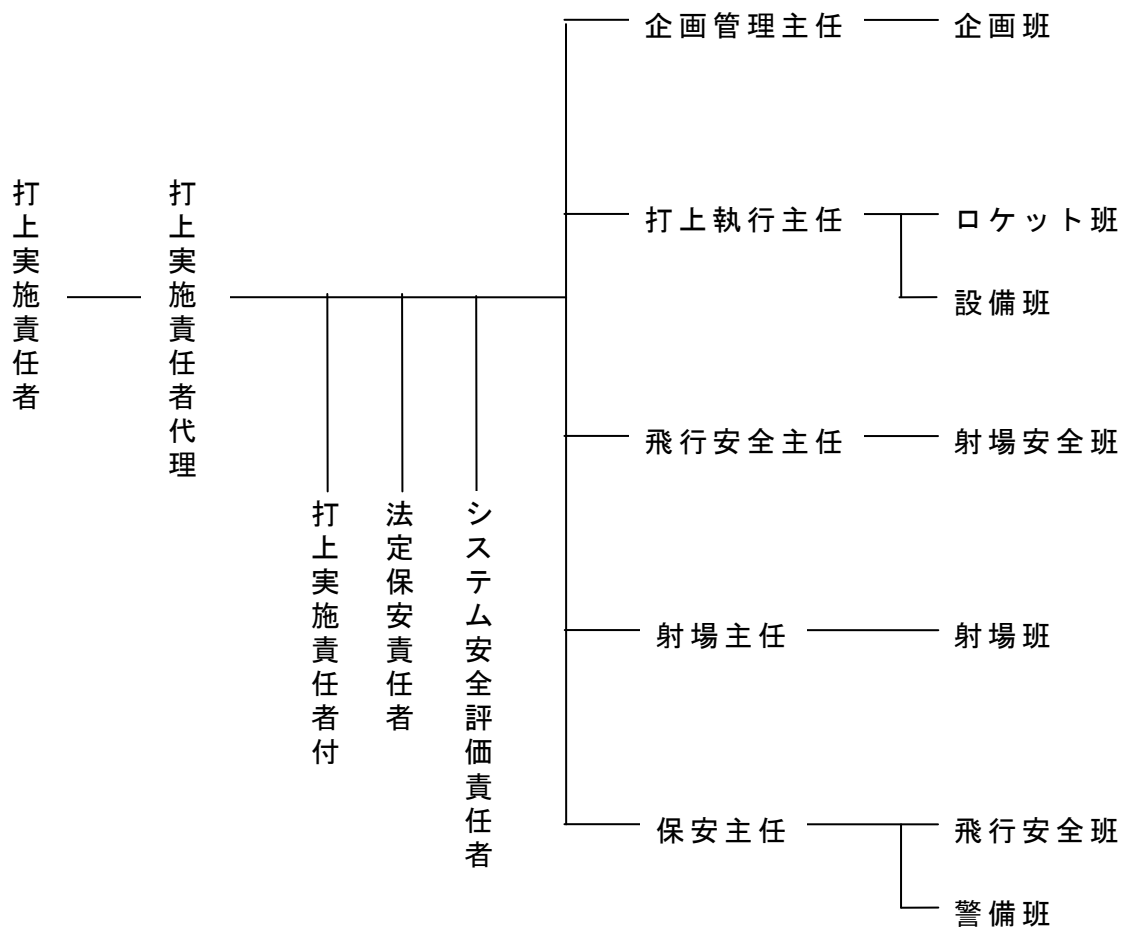 打上実施責任者
打上実施責任者代理
打上実施責任者付
法定保安責任者
システム安全評価責任者
企画管理主任
企画班
打上執行主任
ロケット班
設備班
飛行安全主任
射場安全班
射場主任
射場班
保安主任
飛行安全班
警備班